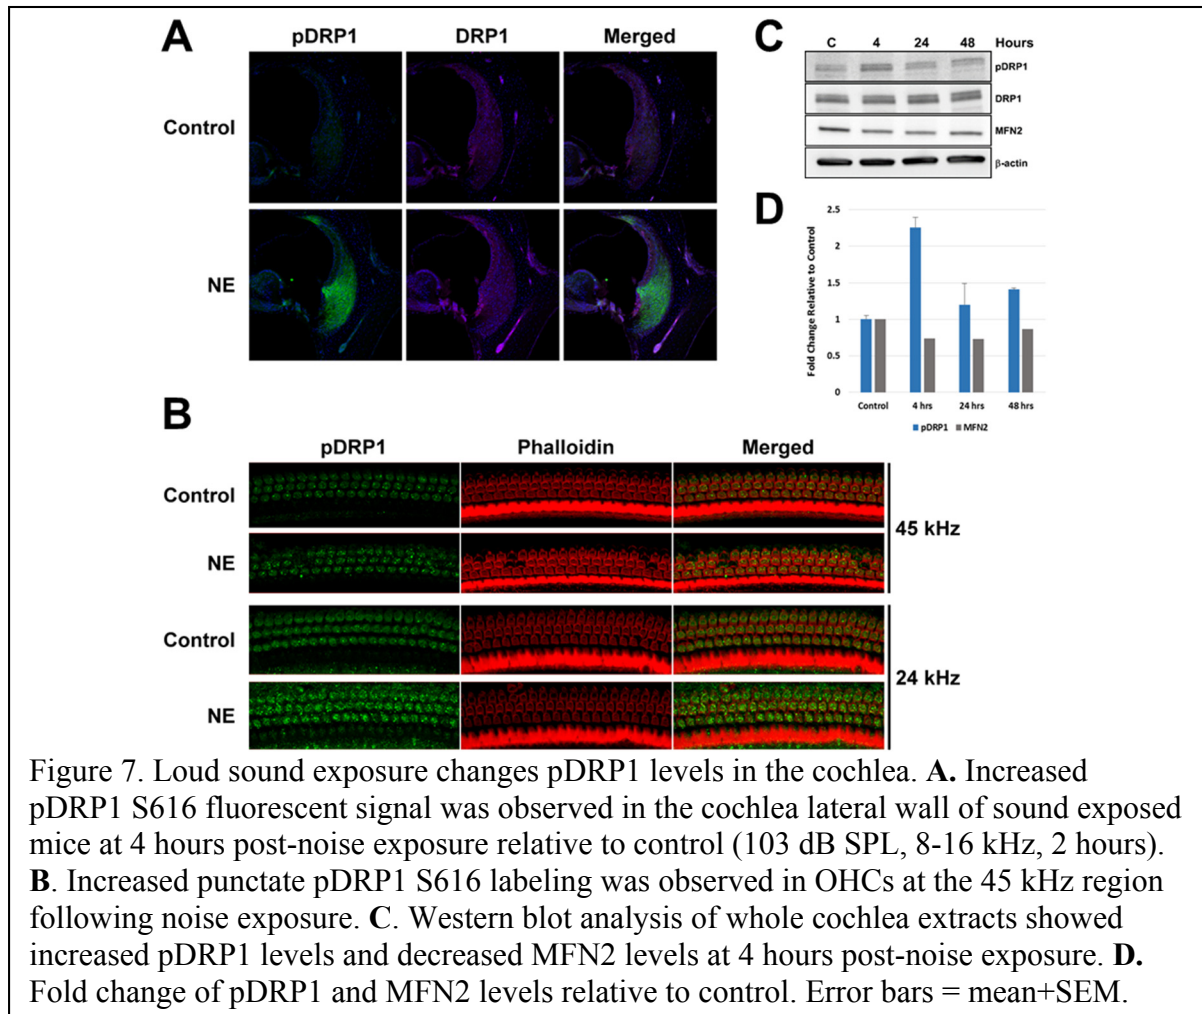 A
pDRP1 DRP1 Merged
Control
NE
B
pDRP1 Phalloidin Merged
Control
NE
45 kHz
Control
NE
24 kHz
C
C 4 24 48 Hours
pDRP1
DRP1
MFN2
β-actin
D
Fold Change Relative to Control
2.5
2
1.5
1
0.5
0
Control 4 hrs 24 hrs 48 hrs
pDRP1 MFN2
Figure 7. Loud sound exposure changes pDRP1 levels in the cochlea. A. Increased
pDRP1 S616 fluorescent signal was observed in the cochlea lateral wall of sound exposed
mice at 4 hours post-noise exposure relative to control (103 dB SPL, 8-16 kHz, 2 hours).
B. Increased punctate pDRP1 S616 labeling was observed in OHCs at the 45 kHz region
following noise exposure. C. Western blot analysis of whole cochlea extracts showed
increased pDRP1 levels and decreased MFN2 levels at 4 hours post-noise exposure. D.
Fold change of pDRP1 and MFN2 levels relative to control. Error bars = mean+SEM.